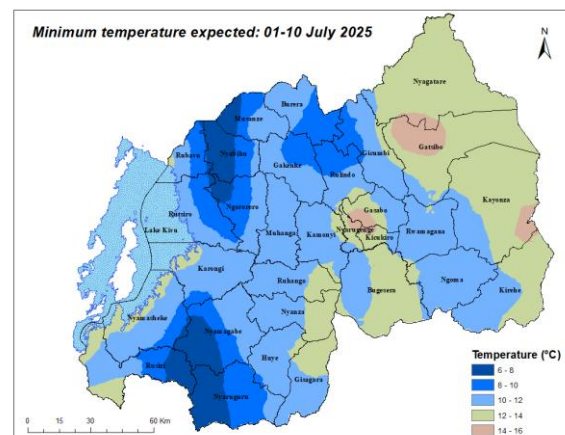 Minimum temperature expected: 01-10 July 2025
N
Nyagatare
Burera
Musanze
Gatsibo
Rubavu
Nyabihu
Gakenke
Rulindo
Gicumbi
Kayonza
Ngororero
Gasabo
Rutsiro
Lake Kivu
Muhanga
Kamonyi
Nyarugenge
Kicukiro
Rwamagana
Karongi
Ruhango
Bugesera
Ngoma
Kirehe
Nyanza
Nyamasheke
Nyamagabe
Huye
Rusizi
Gisagara
Nyaruguru
Temperature (°C)
6 - 8
8 - 10
10 - 12
12 - 14
14 - 16
0 15 30 60 Km